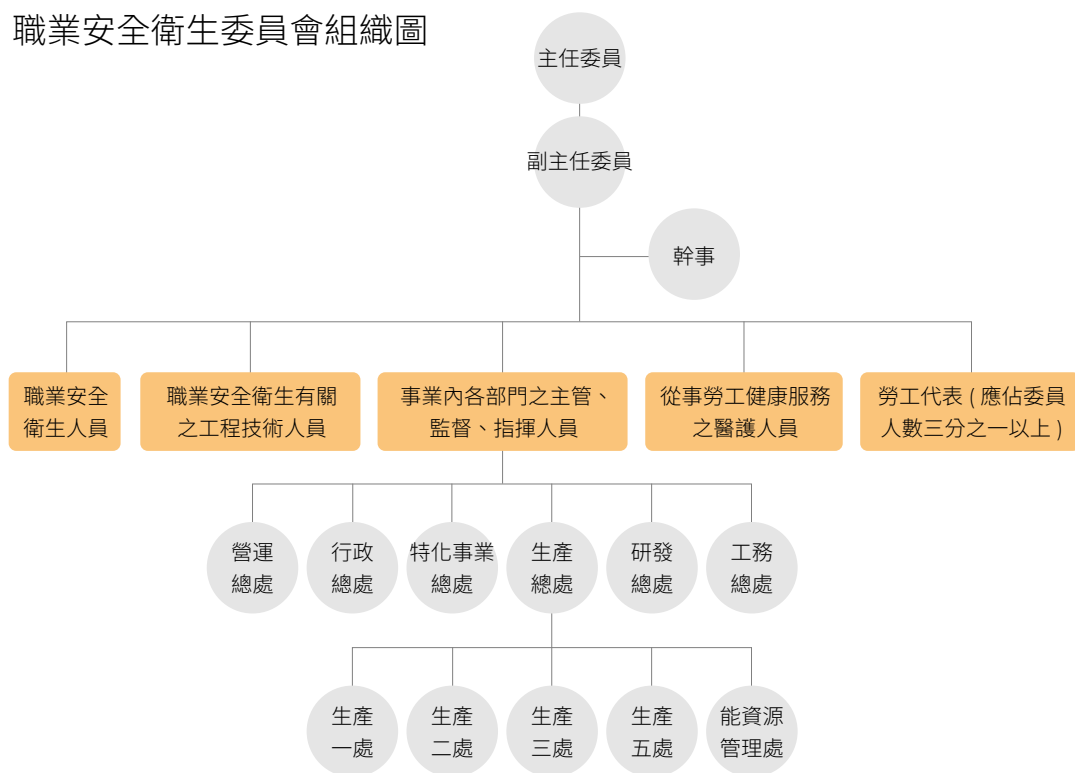 職業安全衛生委員會組織圖
主任委員
副主任委員
幹事
職業安全
衛生人員
職業安全衛生有關
之工程技術人員
事業內各部門之主管、
監督、指揮人員
從事勞工健康服務
之醫護人員
勞工代表 ( 應佔委員
人數三分之一以上 )
營運
總處
行政
總處
特化事業
總處
生產
總處
研發
總處
工務
總處
生產
一處
生產
二處
生產
三處
生產
五處
能資源
管理處